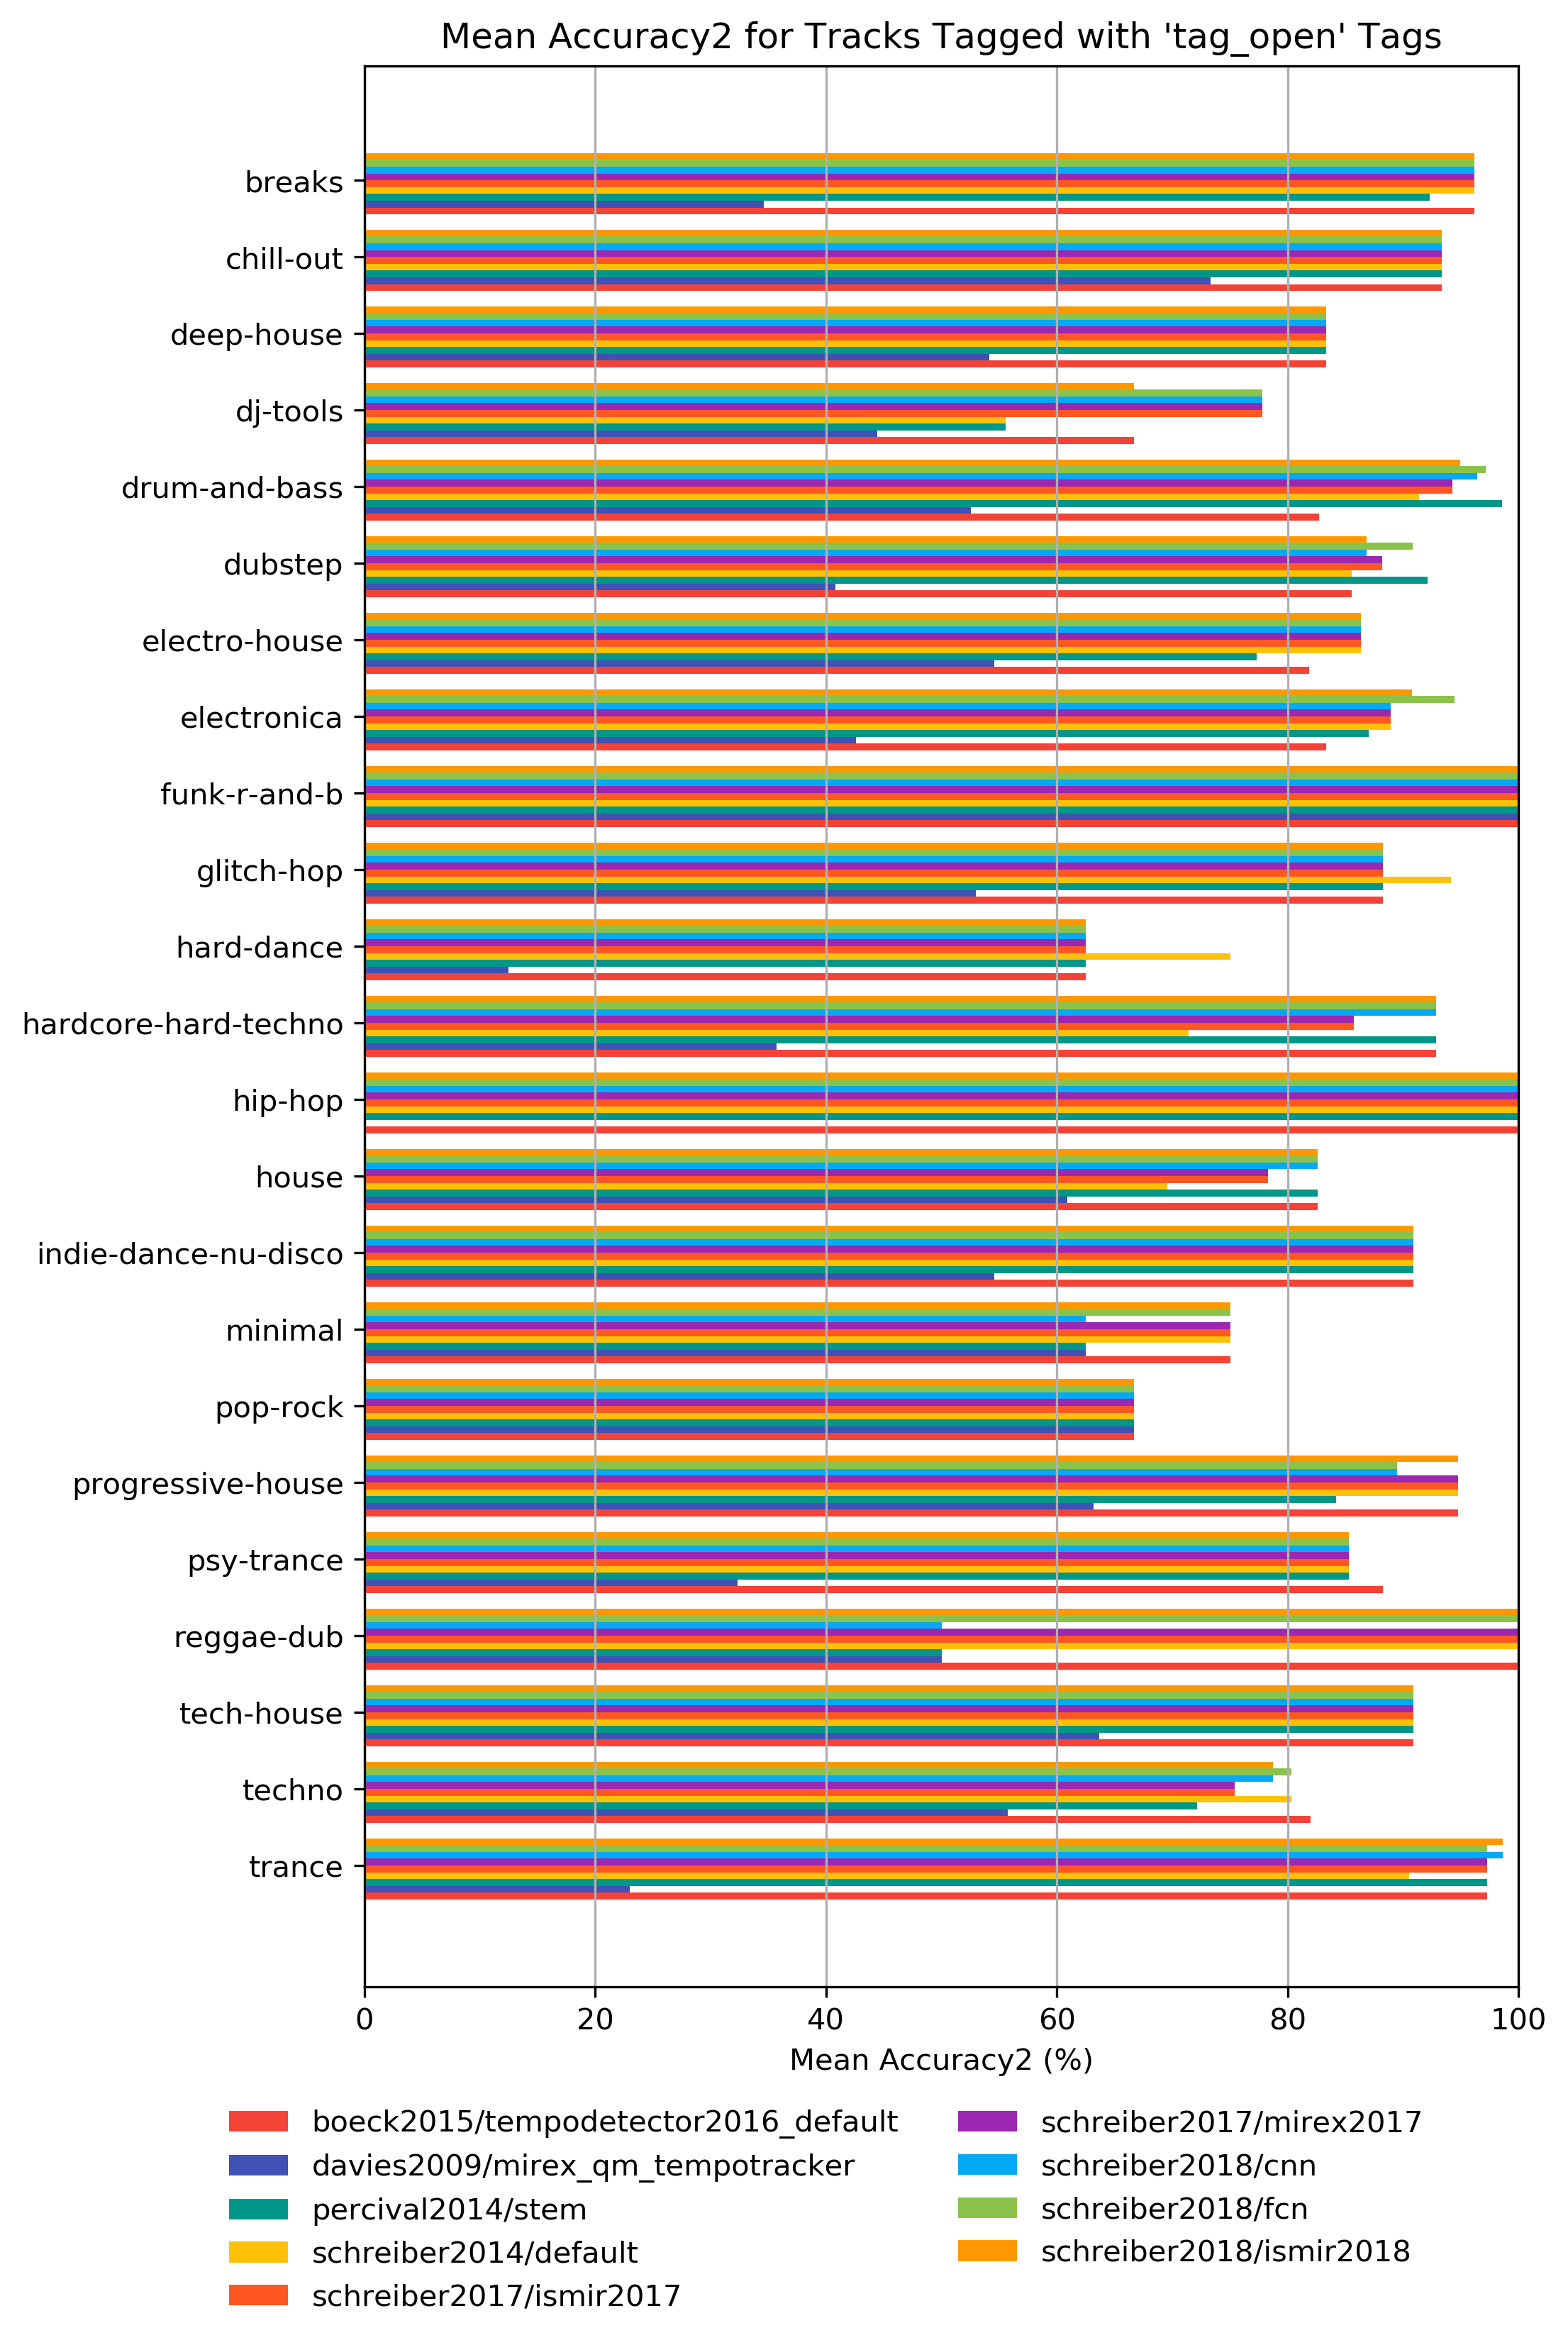 Mean Accuracy2 for Tracks Tagged with 'tag_open' Tags
breaks
chill-out
deep-house
dj-tools
drum-and-bass
dubstep
electro-house
electronica
funk-r-and-b
glitch-hop
hard-dance
hardcore-hard-techno
hip-hop
house
indie-dance-nu-disco
minimal
pop-rock
progressive-house
psy-trance
reggae-dub
tech-house
techno
trance
0 20 40 60 80 100
Mean Accuracy2 (%)
boeck2015/tempodetector2016_default
davies2009/mirex_qm_tempotracker
percival2014/stem
schreiber2014/default
schreiber2017/ismir2017
schreiber2017/mirex2017
schreiber2018/cnn
schreiber2018/fcn
schreiber2018/ismir2018